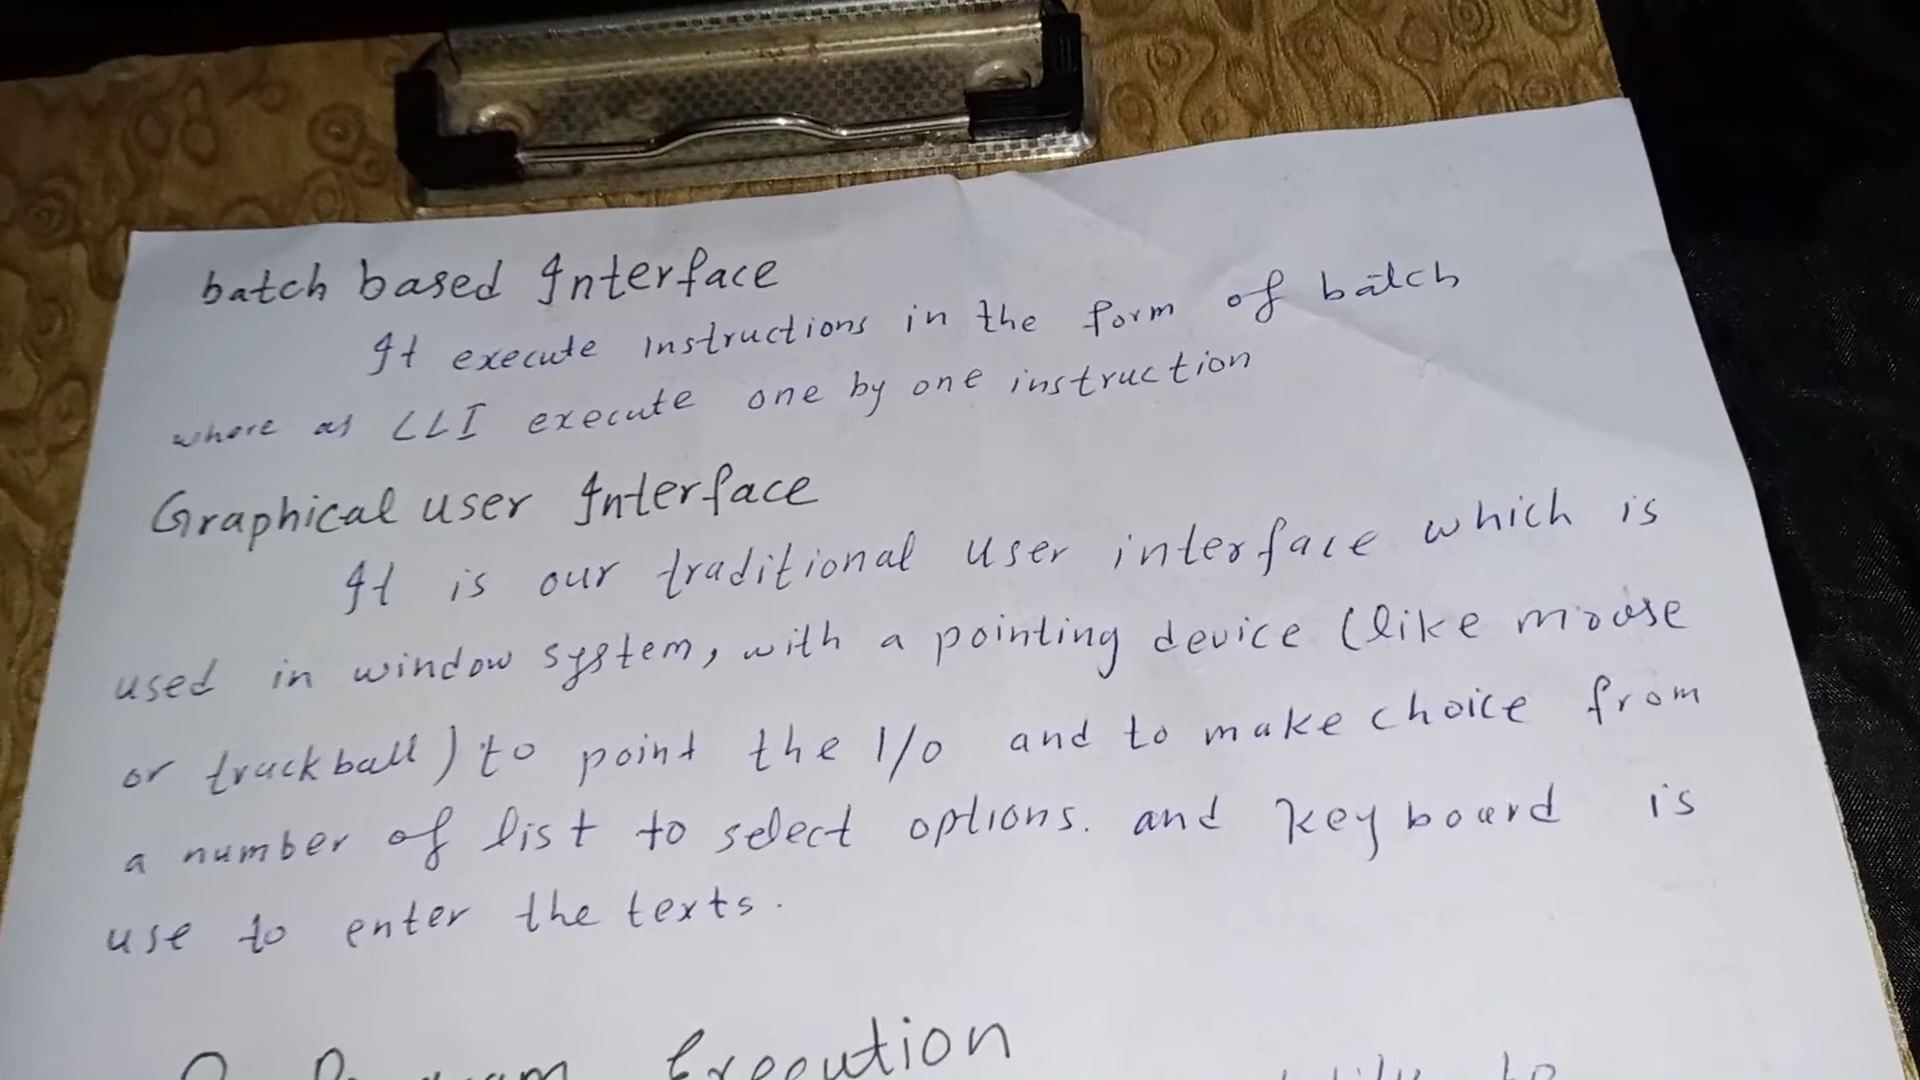 batch based Interface
It execute instructions in the form of batch
where as CLI execute one by one instruction
Graphical user Interface
It is our traditional user interface which is
used in window system, with a pointing device (like mouse
or trackball) to point the I/O and to make choice from
a number of list to select options. and keyboard is
use to enter the texts.
Program Execution
to